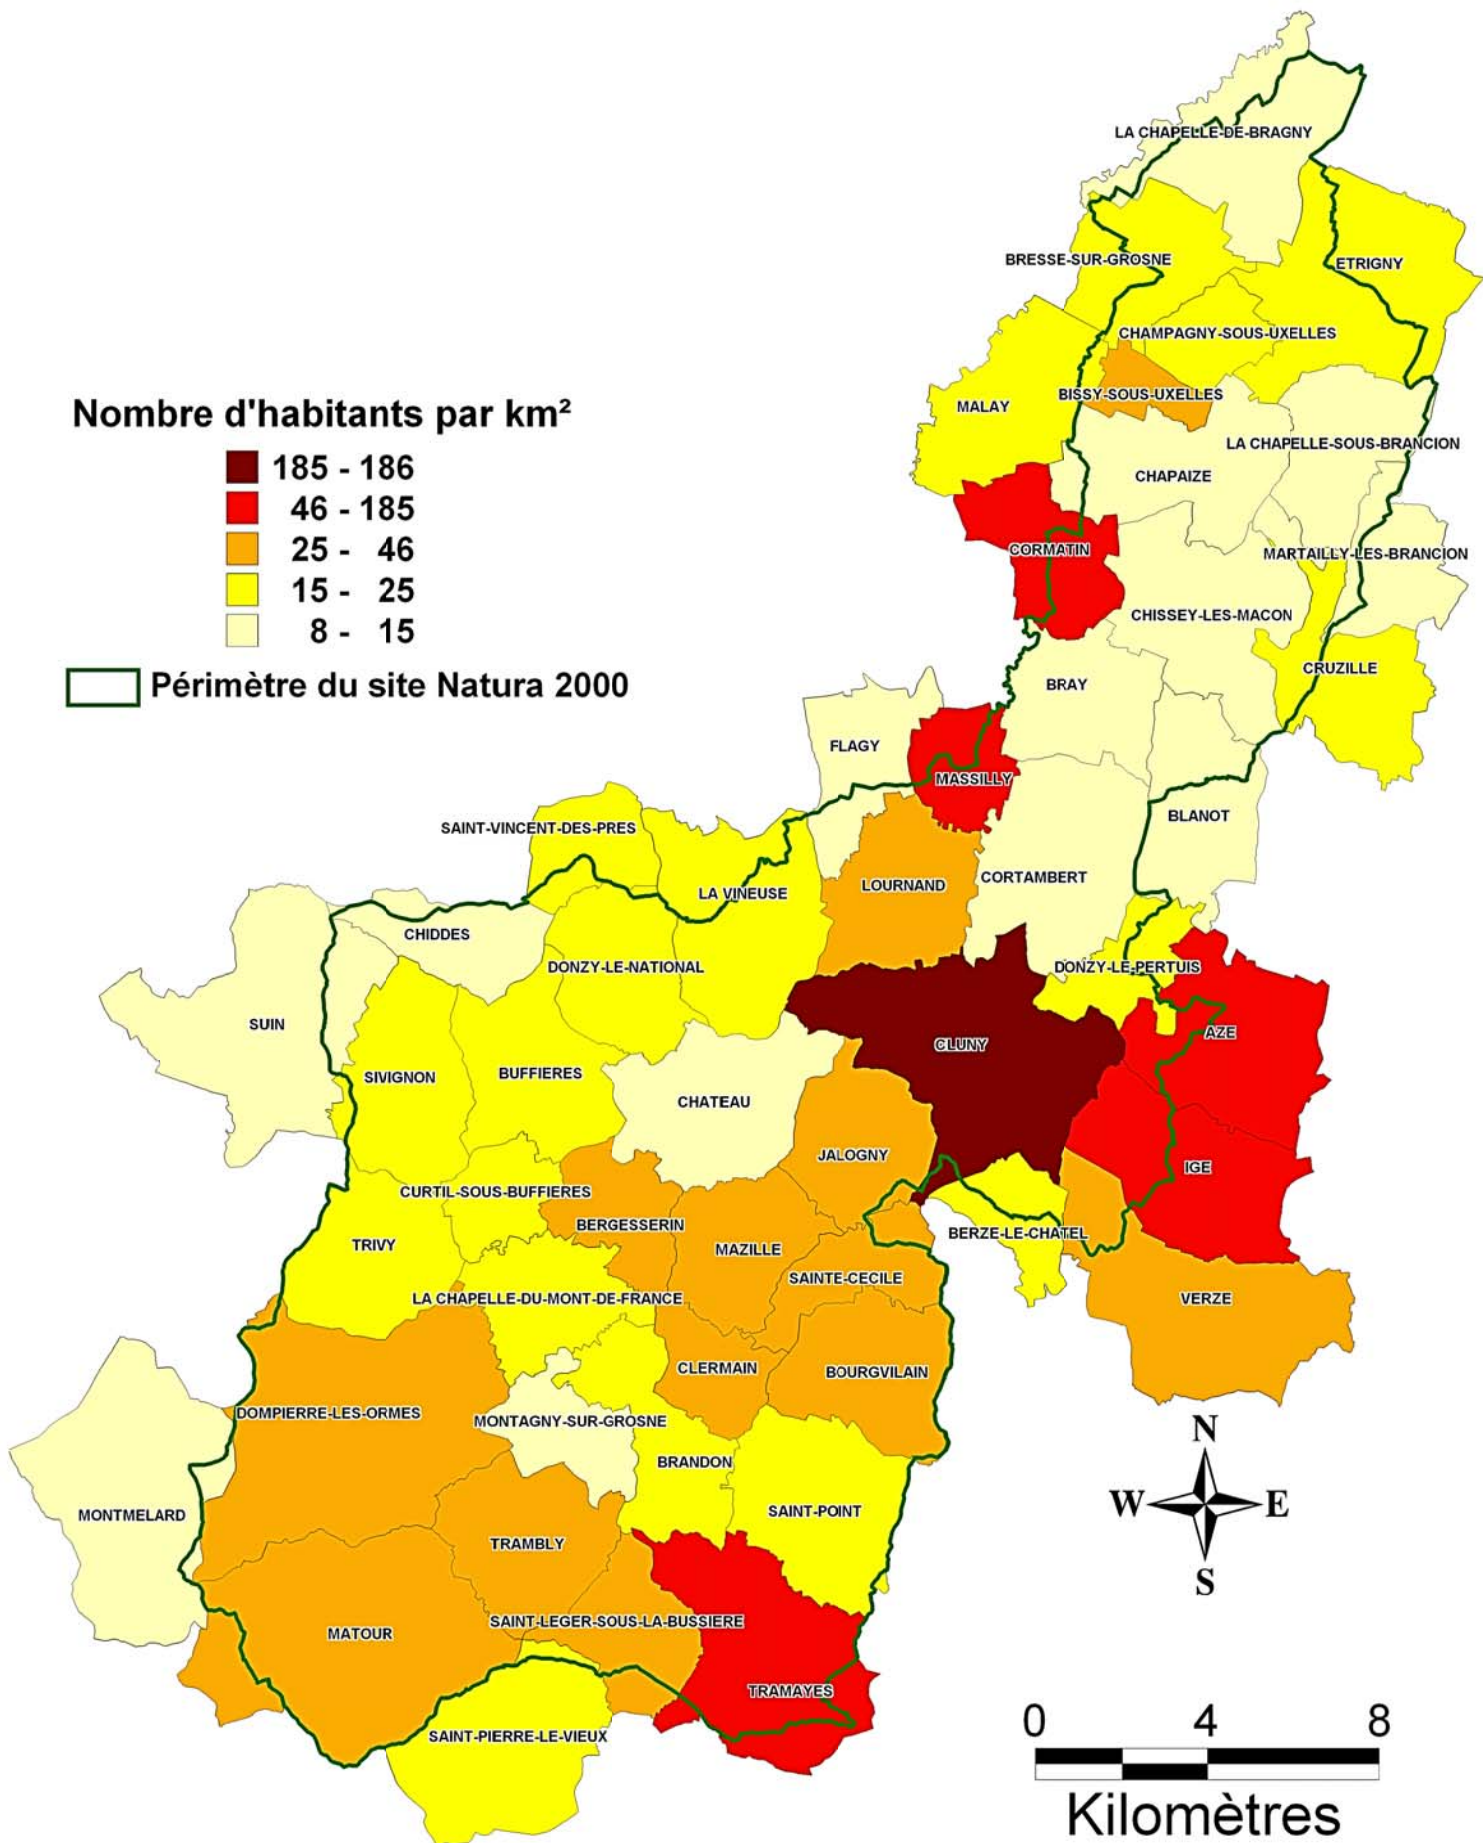 LA CHAPELLE-DE-BRAGNY
BRESSE-SUR-GROSNE
ETRIGNY
CHAMPAGNY-SOUS-UXELLES
BISSY-SOUS-UXELLES
MALAY
LA CHAPELLE-SOUS-BRANCION
CHAPAIZE
CORMATIN
MARTAILLY-LES-BRANCION
CHISSEY-LES-MACON
CRUZILLE
BRAY
Nombre d'habitants par km²
185 - 186
46 - 185
25 - 46
15 - 25
8 - 15
Périmètre du site Natura 2000
FLAGY
MASSILLY
BLANOT
SAINT-VINCENT-DES-PRES
LA VINEUSE
LOURNAND
CORTAMBERT
CHIDDES
DONZY-LE-NATIONAL
DONZY-LE-PERTUIS
SUIN
CLUNY
AZE
SIVIGNON
BUFFIERES
CHATEAU
JALOGNY
IGE
CURTIL-SOUS-BUFFIERES
BERGESSERIN
BERZE-LE-CHATEL
TRIVY
MAZILLE
SAINTE-CECILE
LA CHAPELLE-DU-MONT-DE-FRANCE
VERZE
CLERMAIN
BOURGVILAIN
DOMPIERRE-LES-ORMES
MONTAGNY-SUR-GROSNE
BRANDON
MONTMELARD
SAINT-POINT
TRAMBLY
SAINT-LEGER-SOUS-LA-BUSSIERE
MATOUR
TRAMAYES
SAINT-PIERRE-LE-VIEUX
N
W E
S
0 4 8
Kilomètres